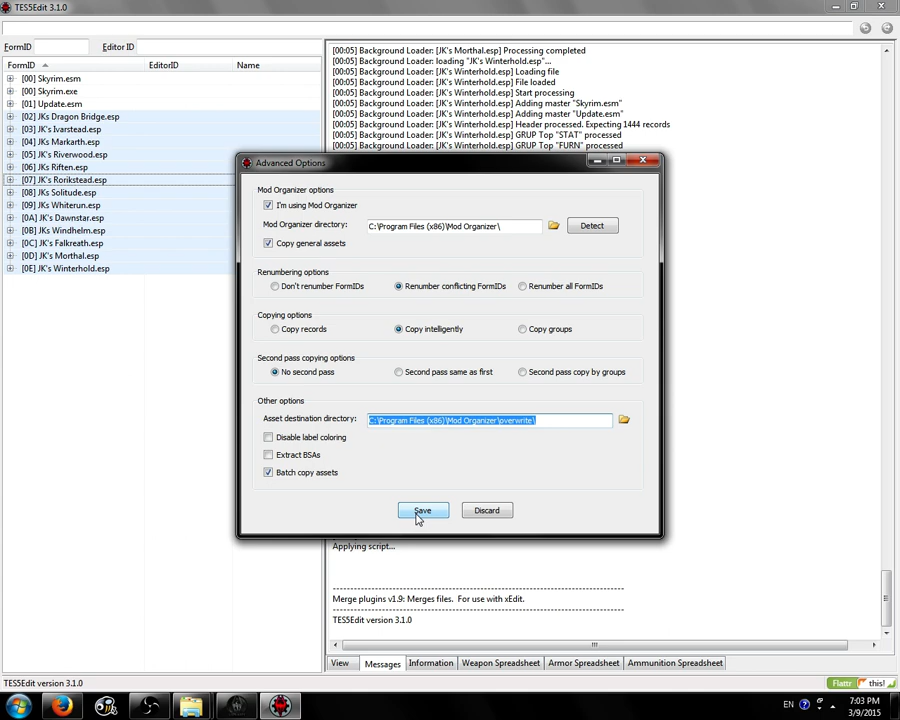 TES5Edit 3.1.0
FormID
Editor ID
FormID EditorID Name
[00] Skyrim.esm
[00] Skyrim.exe
[01] Update.esm
[02] JKs Dragon Bridge.esp
[03] JK's Ivarstead.esp
[04] JKs Markarth.esp
[05] JK's Riverwood.esp
[06] JKs Riften.esp
[07] JK's Rorikstead.esp
[08] JKs Solitude.esp
[09] JKs Whiterun.esp
[0A] JK's Dawnstar.esp
[0B] JKs Windhelm.esp
[0C] JK's Falkreath.esp
[0D] JK's Morthal.esp
[0E] JK's Winterhold.esp
[00:05] Background Loader: [JK's Morthal.esp] Processing completed
[00:05] Background Loader: loading "JK's Winterhold.esp"...
[00:05] Background Loader: [JK's Winterhold.esp] Loading file
[00:05] Background Loader: [JK's Winterhold.esp] File loaded
[00:05] Background Loader: [JK's Winterhold.esp] Start processing
[00:05] Background Loader: [JK's Winterhold.esp] Adding master "Skyrim.esm"
[00:05] Background Loader: [JK's Winterhold.esp] Adding master "Update.esm"
[00:05] Background Loader: [JK's Winterhold.esp] Header processed. Expecting 1444 records
[00:05] Background Loader: [JK's Winterhold.esp] GRUP Top "STAT" processed
[00:05] Background Loader: [JK's Winterhold.esp] GRUP Top "FURN" processed
Advanced Options
Mod Organizer options
I'm using Mod Organizer
Mod Organizer directory: C:\Program Files (x86)\Mod Organizer\ Detect
Copy general assets
Renumbering options
Don't renumber FormIDs Renumber conflicting FormIDs Renumber all FormIDs
Copying options
Copy records Copy intelligently Copy groups
Second pass copying options
No second pass Second pass same as first Second pass copy by groups
Other options
Asset destination directory: C:\Program Files (x86)\Mod Organizer\overwrite\
Disable label coloring
Extract BSAs
Batch copy assets
Save Discard
Applying script...
----------------------------------------------------------------------------
Merge plugins v1.9: Merges files. For use with xEdit.
----------------------------------------------------------------------------
TES5Edit version 3.1.0
View Messages Information Weapon Spreadsheet Armor Spreadsheet Ammunition Spreadsheet
TES5Edit version 3.1.0
Flattr this!
EN
7:03 PM
3/9/2015